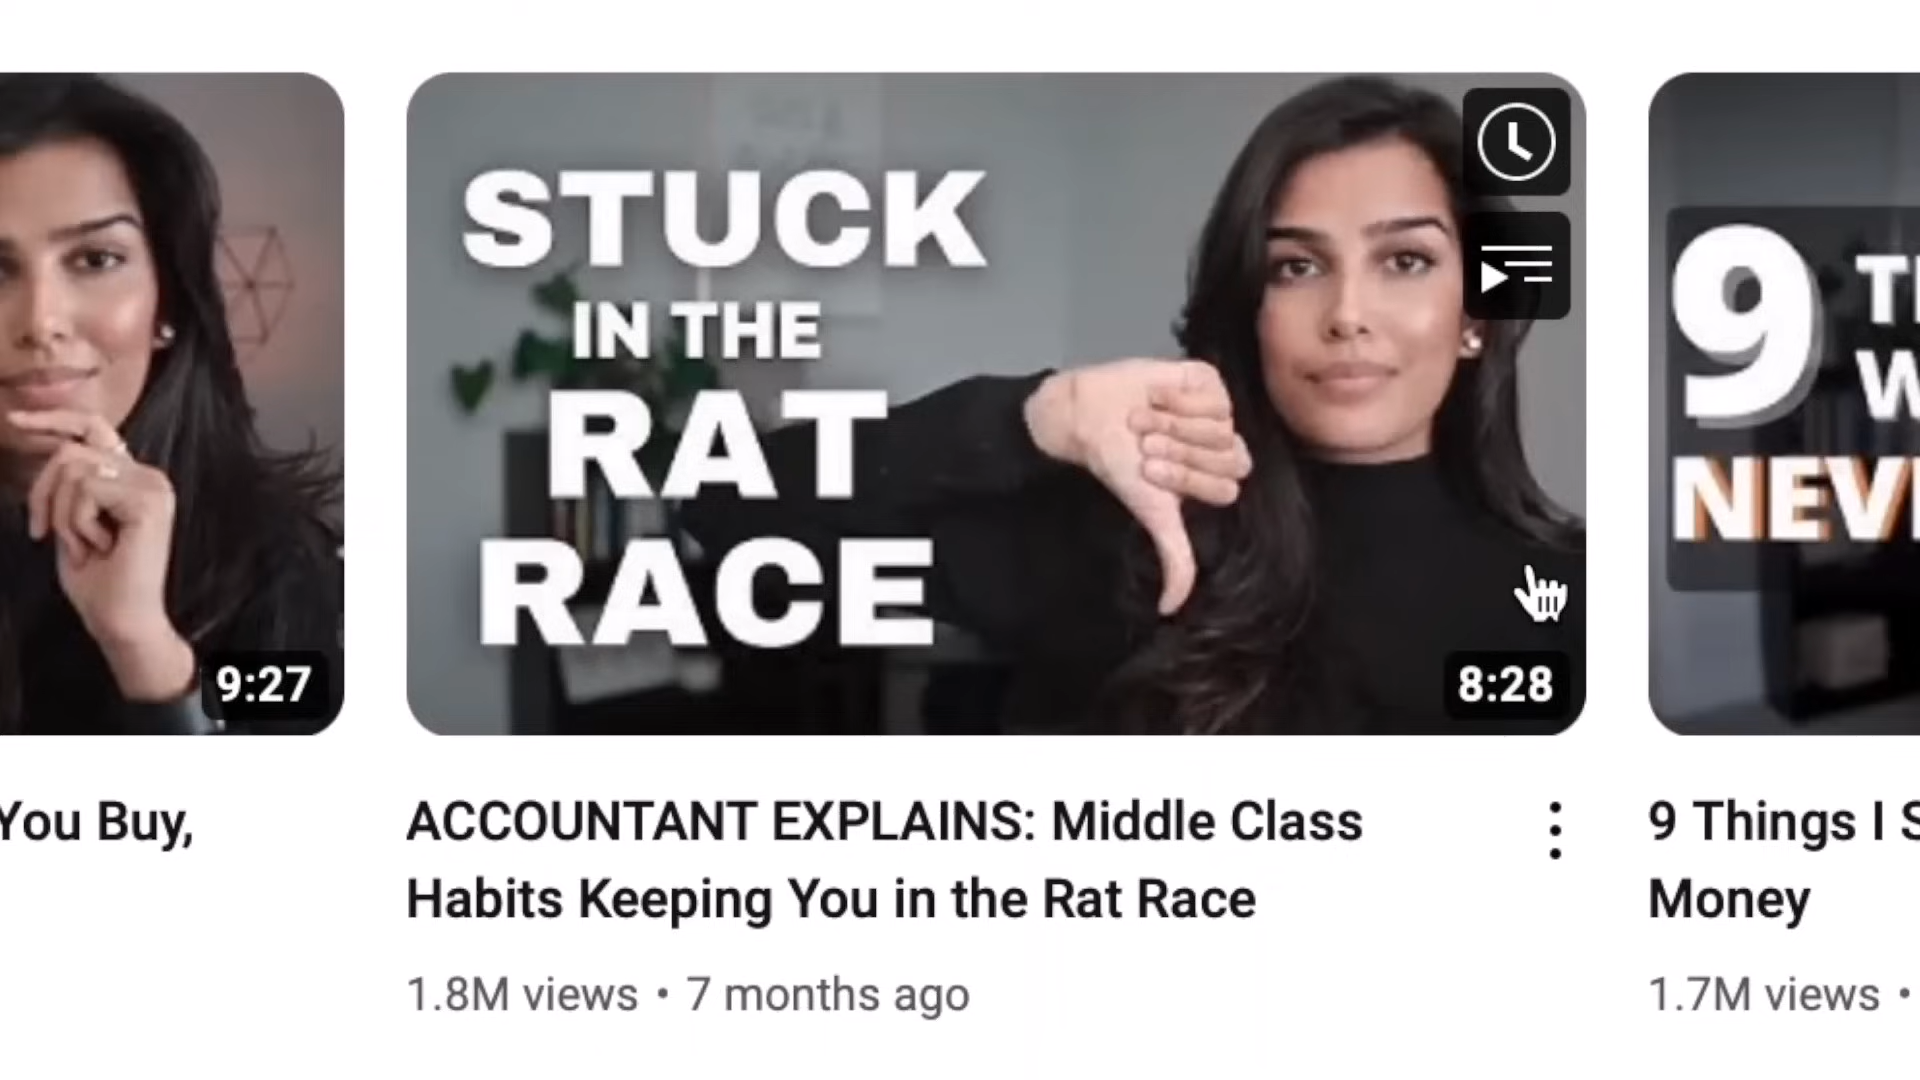 STUCK
IN THE
RAT
RACE
9:27
8:28
9
NEV
You Buy,
ACCOUNTANT EXPLAINS: Middle Class
Habits Keeping You in the Rat Race
1.8M views • 7 months ago
9 Things I S
Money
1.7M views •